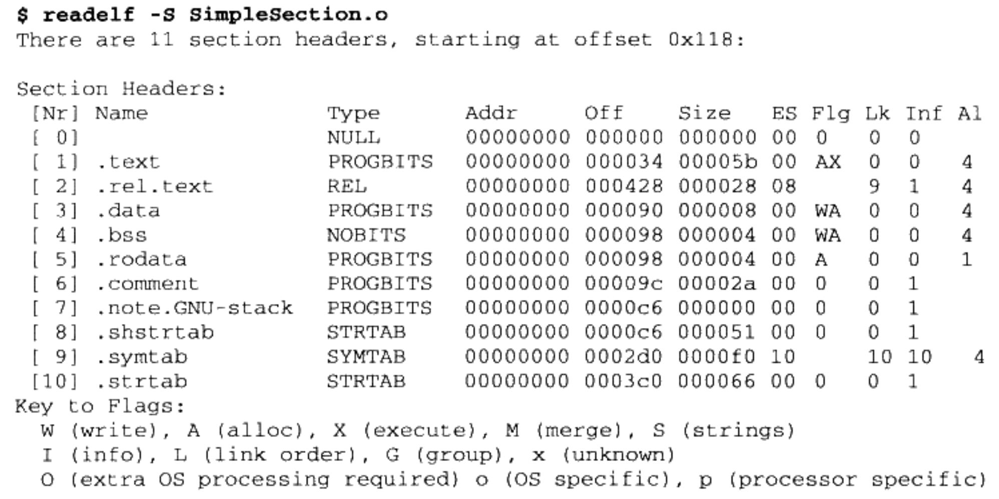 $ readelf -S SimpleSection.o
There are 11 section headers, starting at offset 0x118:
Section Headers:
[Nr] Name Type Addr Off Size ES Flg Lk Inf Al
[ 0] NULL 00000000 000000 000000 00 0 0 0
[ 1] .text PROGBITS 00000000 000034 00005b 00 AX 0 0 4
[ 2] .rel.text REL 00000000 000428 000028 08 9 1 4
[ 3] .data PROGBITS 00000000 000090 000008 00 WA 0 0 4
[ 4] .bss NOBITS 00000000 000098 000004 00 WA 0 0 4
[ 5] .rodata PROGBITS 00000000 000098 000004 00 A 0 0 1
[ 6] .comment PROGBITS 00000000 00009c 00002a 00 0 0 1
[ 7] .note.GNU-stack PROGBITS 00000000 0000c6 000000 00 0 0 1
[ 8] .shstrtab STRTAB 00000000 0000c6 000051 00 0 0 1
[ 9] .symtab SYMTAB 00000000 0002d0 0000f0 10 10 10 4
[10] .strtab STRTAB 00000000 0003c0 000066 00 0 0 1
Key to Flags:
W (write), A (alloc), X (execute), M (merge), S (strings)
I (info), L (link order), G (group), x (unknown)
O (extra OS processing required) o (OS specific), p (processor specific)